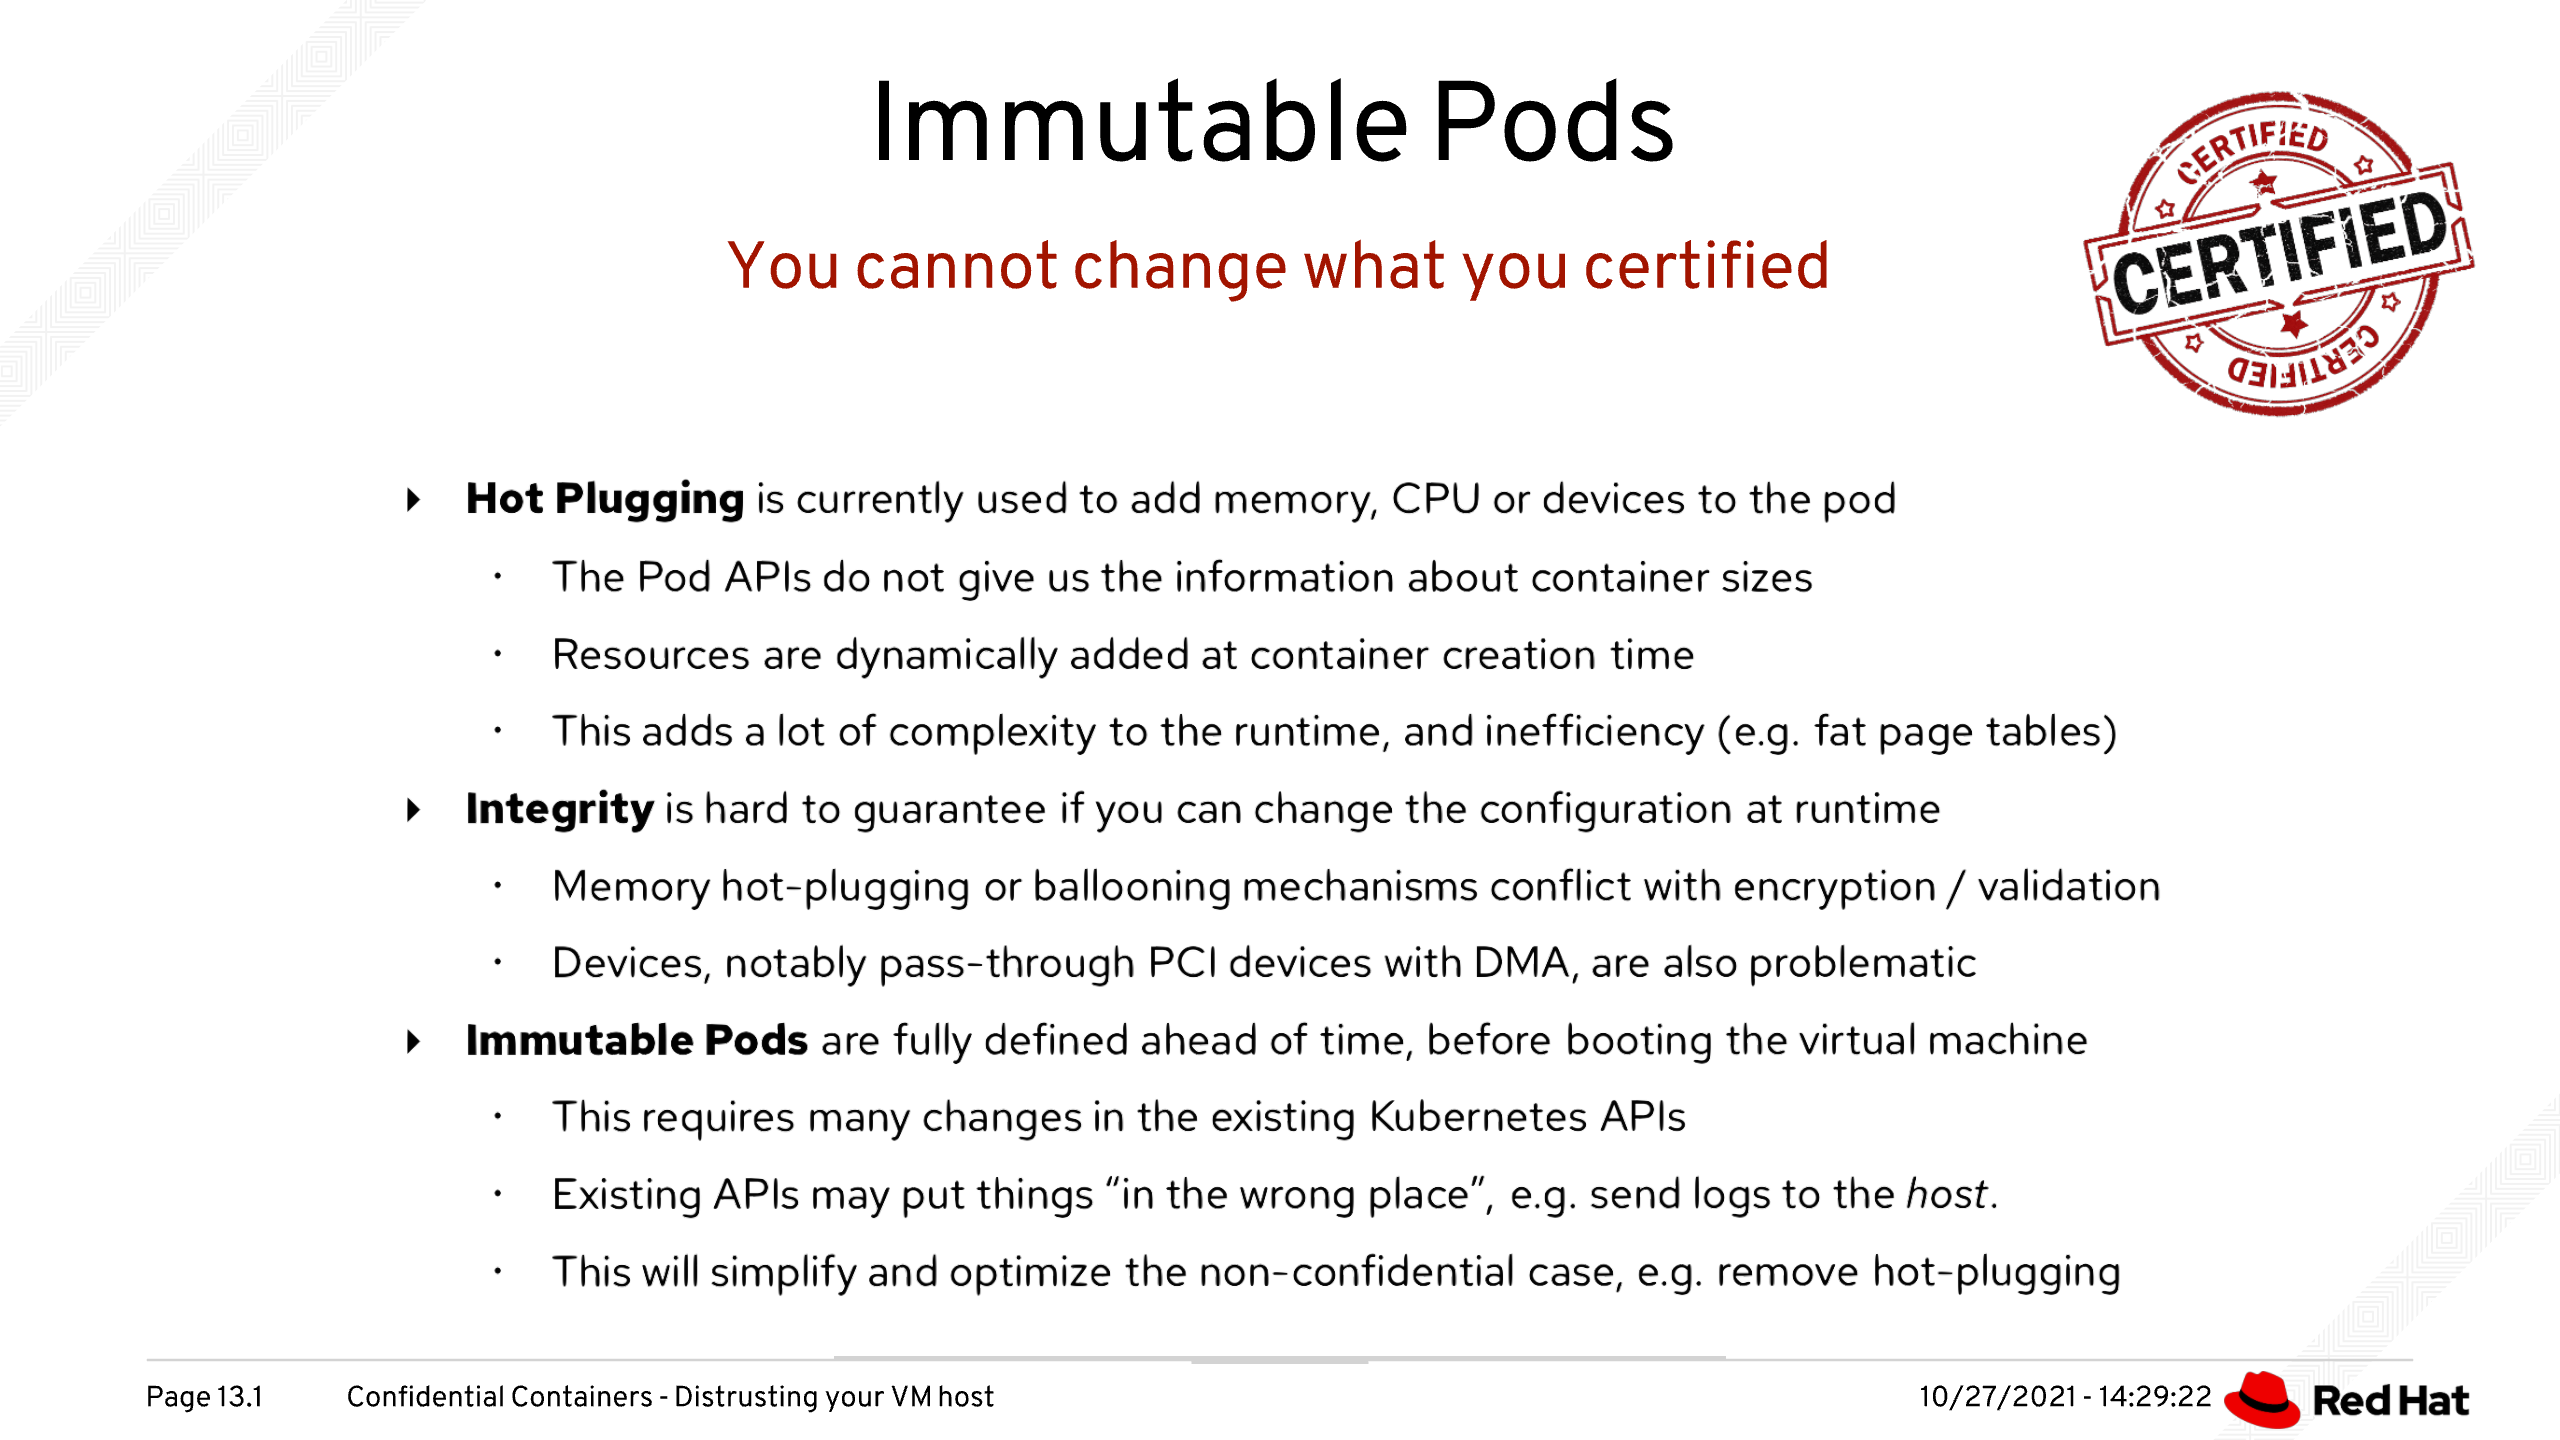 Immutable Pods
You cannot change what you certified
CERTIFIED
CERTIFIED
CERTIFIED
▸ Hot Plugging is currently used to add memory, CPU or devices to the pod
· The Pod APIs do not give us the information about container sizes
· Resources are dynamically added at container creation time
· This adds a lot of complexity to the runtime, and inefficiency (e.g. fat page tables)
▸ Integrity is hard to guarantee if you can change the configuration at runtime
· Memory hot-plugging or ballooning mechanisms conflict with encryption / validation
· Devices, notably pass-through PCI devices with DMA, are also problematic
▸ Immutable Pods are fully defined ahead of time, before booting the virtual machine
· This requires many changes in the existing Kubernetes APIs
· Existing APIs may put things “in the wrong place”, e.g. send logs to the host.
· This will simplify and optimize the non-confidential case, e.g. remove hot-plugging
Page 13.1 Confidential Containers - Distrusting your VM host 10/27/2021 - 14:29:22 Red Hat